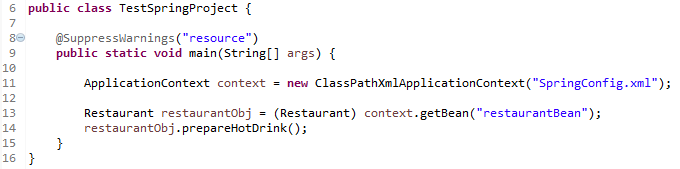 6 public class TestSpringProject {
7
8 @SuppressWarnings("resource")
9 public static void main(String[] args) {
10
11 ApplicationContext context = new ClassPathXmlApplicationContext("SpringConfig.xml");
12
13 Restaurant restaurantObj = (Restaurant) context.getBean("restaurantBean");
14 restaurantObj.prepareHotDrink();
15 }
16 }